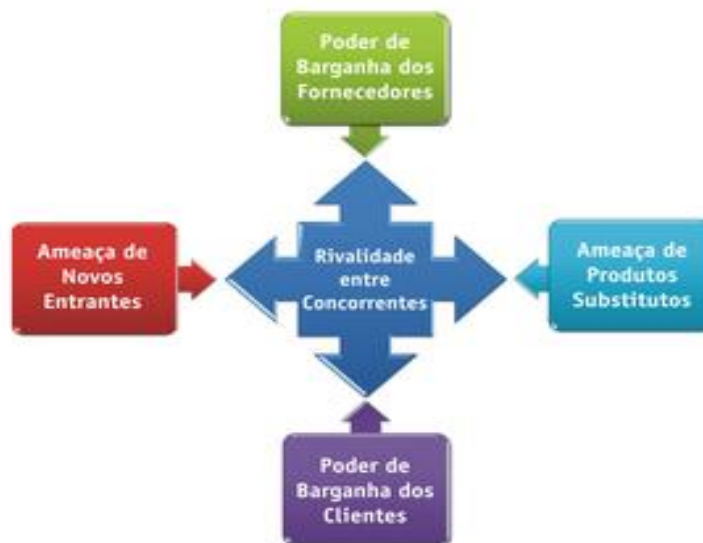 Poder de
Barganha dos
Fornecedores
Ameaça de
Novos
Entrantes
Rivalidade
entre
Concorrentes
Ameaça de
Produtos
Substitutos
Poder de
Barganha dos
Clientes